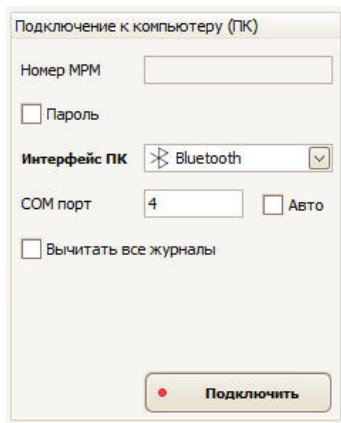 Подключение к компьютеру (ПК)
Номер МРМ
Пароль
Интерфейс ПК Bluetooth
COM порт 4 Авто
Вычитать все журналы
Подключить